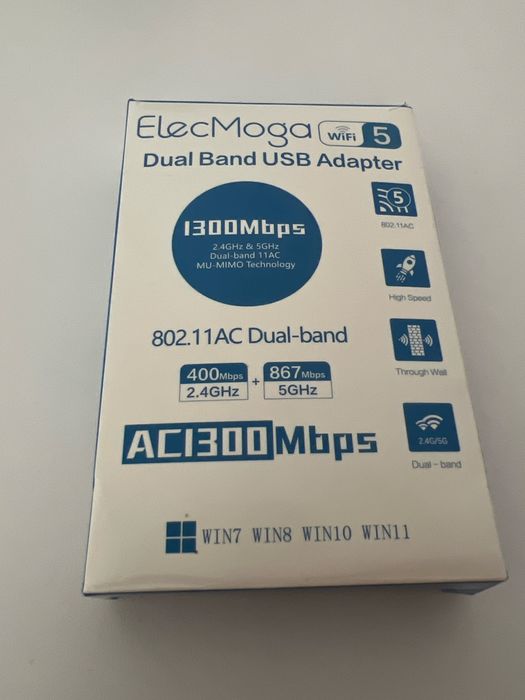 ElecMoga WiFi 5
Dual Band USB Adapter
1300Mbps
2.4GHz & 5GHz
Dual-band 11AC
MU-MIMO Technology
5
802.11AC
High Speed
Through Wall
2.4G/5G
Dual-band
802.11AC Dual-band
400Mbps
2.4GHz
+
867Mbps
5GHz
AC1300Mbps
WIN7 WIN8 WIN10 WIN11